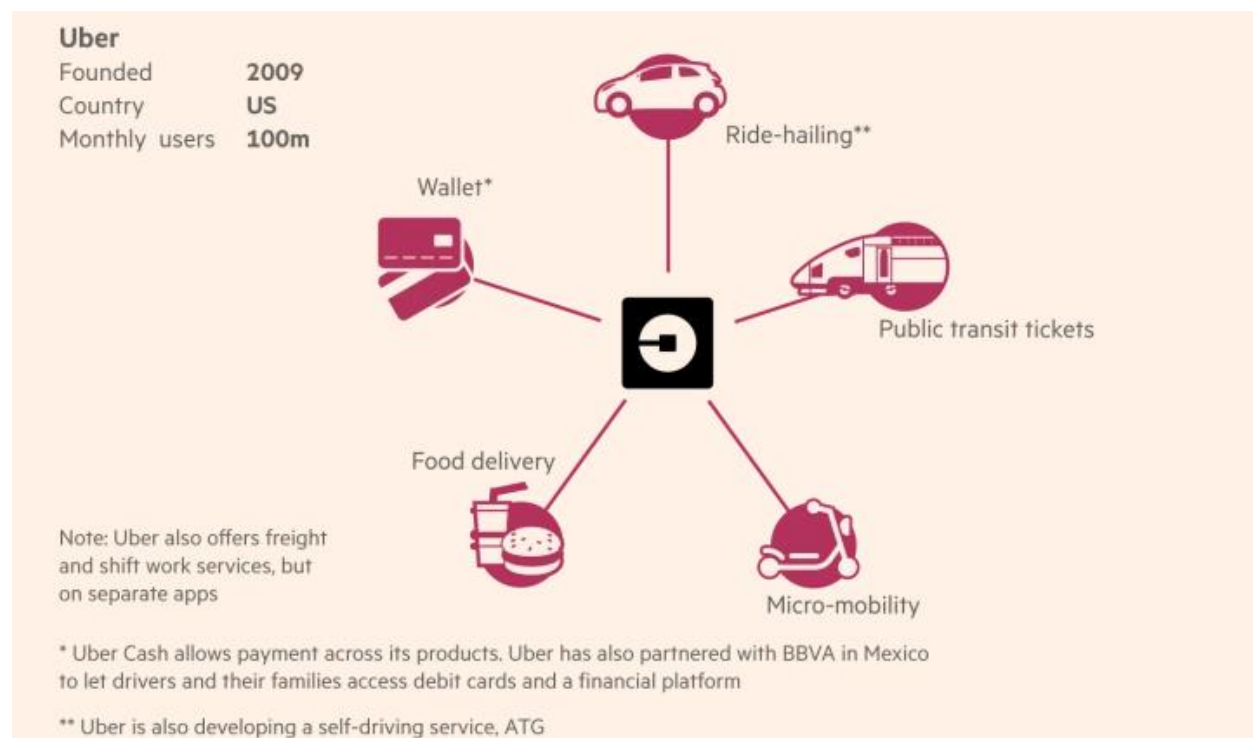 Uber
Founded 2009
Country US
Monthly users 100m
Ride-hailing**
Wallet*
Public transit tickets
Food delivery
Micro-mobility
Note: Uber also offers freight
and shift work services, but
on separate apps
* Uber Cash allows payment across its products. Uber has also partnered with BBVA in Mexico
to let drivers and their families access debit cards and a financial platform
** Uber is also developing a self-driving service, ATG